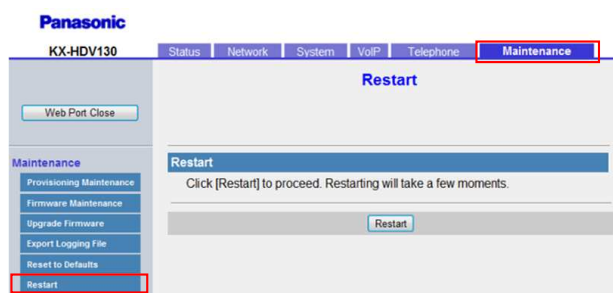 Panasonic
KX-HDV130
Status Network System VoIP Telephone Maintenance
Restart
Web Port Close
Maintenance
Provisioning Maintenance
Firmware Maintenance
Upgrade Firmware
Export Logging File
Reset to Defaults
Restart
Restart
Click [Restart] to proceed. Restarting will take a few moments.
Restart